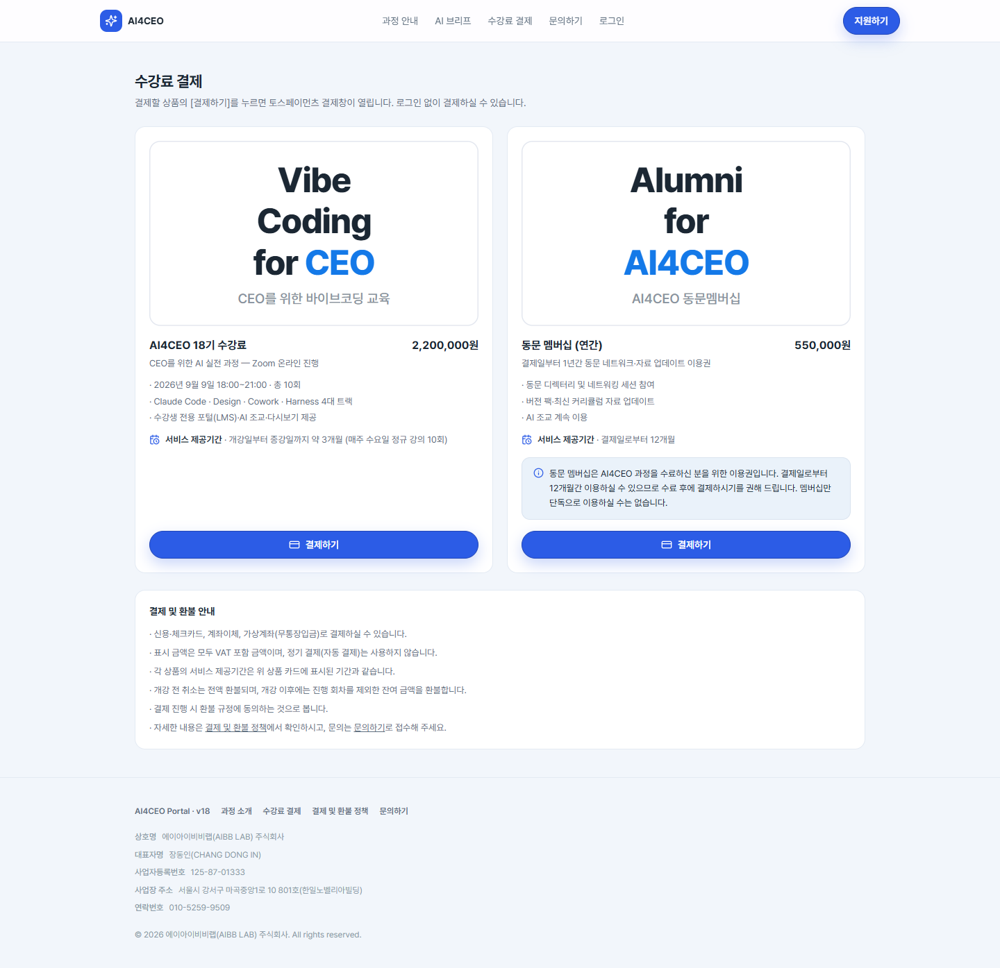 AI4CEO
과정 안내
AI 브리프
수강료 결제
문의하기
로그인
지원하기
수강료 결제
결제할 상품의 [결제하기]를 누르면 토스페이먼츠 결제창이 열립니다. 로그인 없이 결제하실 수 있습니다.
Vibe
Coding
for CEO
CEO를 위한 바이브코딩 교육
AI4CEO 18기 수강료
2,200,000원
CEO를 위한 AI 실전 과정 — Zoom 온라인 진행
· 2026년 9월 9일 18:00~21:00 · 총 10회
· Claude Code · Design · Cowork · Harness 4대 트랙
· 수강생 전용 포털(LMS)·AI 조교·다시보기 제공
서비스 제공기간 · 개강일부터 종강일까지 약 3개월 (매주 수요일 정규 강의 10회)
결제하기
Alumni
for
AI4CEO
AI4CEO 동문멤버십
동문 멤버십 (연간)
550,000원
결제일부터 1년간 동문 네트워크·자료 업데이트 이용권
· 동문 디렉터리 및 네트워킹 세션 참여
· 버전 팩·최신 커리큘럼 자료 업데이트
· AI 조교 계속 이용
서비스 제공기간 · 결제일로부터 12개월
동문 멤버십은 AI4CEO 과정을 수료하신 분을 위한 이용권입니다. 결제일로부터
12개월간 이용하실 수 있으므로 수료 후에 결제하시기를 권해 드립니다. 멤버십만
단독으로 이용하실 수는 없습니다.
결제하기
결제 및 환불 안내
· 신용·체크카드, 계좌이체, 가상계좌(무통장입금)로 결제하실 수 있습니다.
· 표시 금액은 모두 VAT 포함 금액이며, 정기 결제(자동 결제)는 사용하지 않습니다.
· 각 상품의 서비스 제공기간은 위 상품 카드에 표시된 기간과 같습니다.
· 개강 전 취소는 전액 환불되며, 개강 이후에는 진행 회차를 제외한 잔여 금액을 환불합니다.
· 결제 진행 시 환불 규정에 동의하는 것으로 봅니다.
· 자세한 내용은 결제 및 환불 정책에서 확인하시고, 문의는 문의하기로 접수해 주세요.
AI4CEO Portal · v18
과정 소개
수강료 결제
결제 및 환불 정책
문의하기
상호명 에이아이비비랩(AIBB LAB) 주식회사
대표자명 장동인(CHANG DONG IN)
사업자등록번호 125-87-01333
사업장 주소 서울시 강서구 마곡중앙1로 10 801호(한일노벨리아빌딩)
연락번호 010-5259-9509
© 2026 에이아이비비랩(AIBB LAB) 주식회사. All rights reserved.